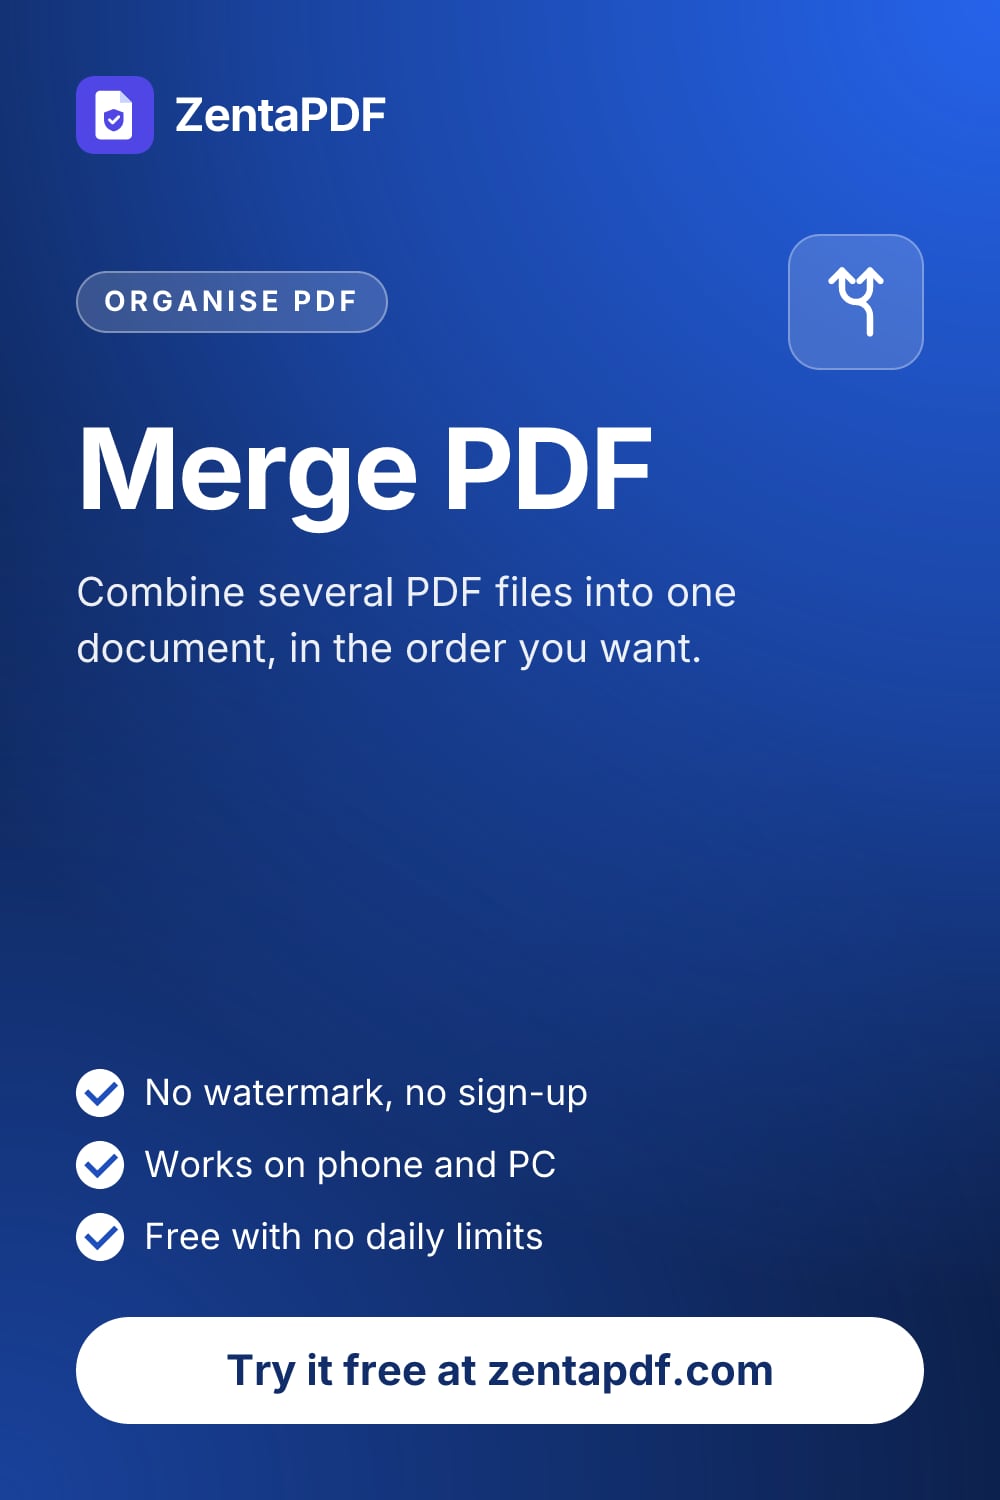 ZentaPDF
ORGANISE PDF
Merge PDF
Combine several PDF files into one
document, in the order you want.
No watermark, no sign-up
Works on phone and PC
Free with no daily limits
Try it free at zentapdf.com